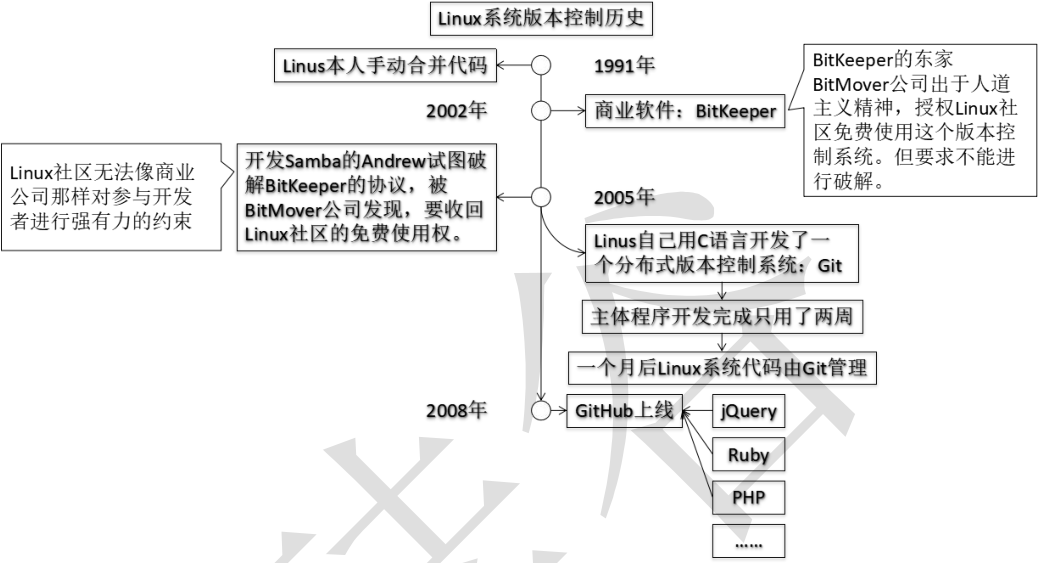 Linux系统版本控制历史
Linus本人手动合并代码
1991年
2002年
商业软件：BitKeeper
BitKeeper的东家
BitMover公司出于人道
主义精神，授权Linux社
区免费使用这个版本控
制系统。但要求不能进
行破解。
Linux社区无法像商业
公司那样对参与开发
者进行强有力的约束
开发Samba的Andrew试图破
解BitKeeper的协议，被
BitMover公司发现，要收回
Linux社区的免费使用权。
2005年
Linus自己用C语言开发了一
个分布式版本控制系统：Git
主体程序开发完成只用了两周
一个月后Linux系统代码由Git管理
2008年
GitHub上线
jQuery
Ruby
PHP
……